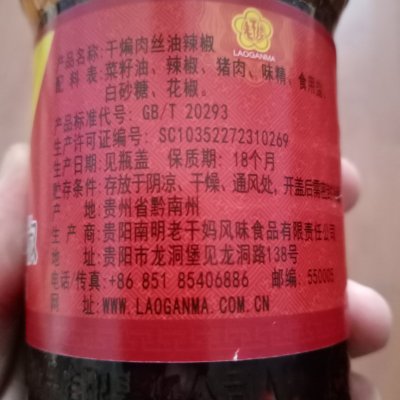 LAOGANMA
产品名称:干煸肉丝油辣椒
配料表:菜籽油、辣椒、猪肉、味精、食用盐、
白砂糖、花椒。
产品标准代号:GB/T 20293
生产许可证编号:SC10352272310269
生产日期:见瓶盖 保质期:18个月
贮存条件:存放于阴凉、干燥、通风处,开盖后需
产 地:贵州省黔南州
生 产 商:贵阳南明老干妈风味食品有限责任公司
地 址:贵阳市龙洞堡见龙洞路138号
电话/传真:+86 851 85406886 邮编:550005
网 址:WWW.LAOGANMA.COM.CN